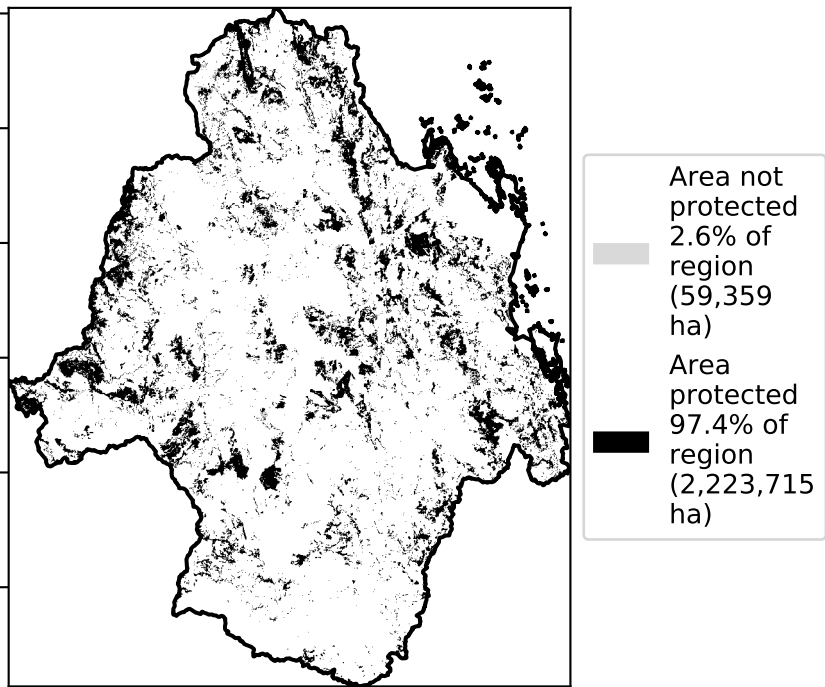 Area not
protected
2.6% of
region
(59,359
ha)
Area
protected
97.4% of
region
(2,223,715
ha)